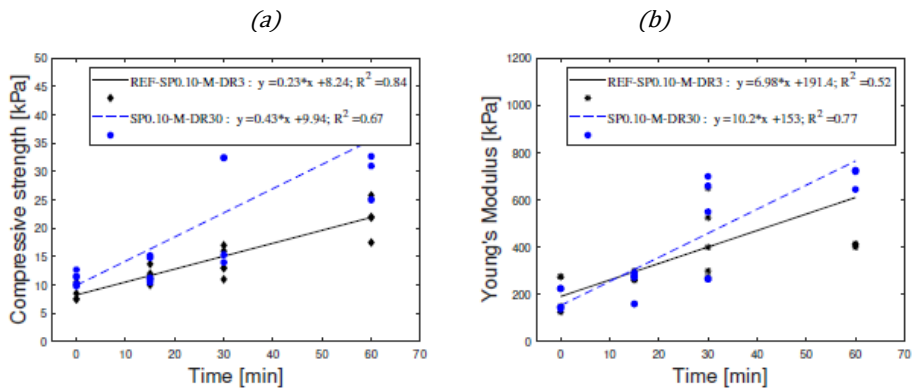 (a)
(b)
50
45
40
35
30
25
20
15
10
5
0
Compressive strength [kPa]
REF-SP0.10-M-DR3 : y =0.23*x +8.24; R² =0.84
SP0.10-M-DR30 : y =0.43*x +9.94; R² =0.67
0 10 20 30 40 50 60 70
Time [min]
1200
1000
800
600
400
200
0
Young's Modulus [kPa]
REF-SP0.10-M-DR3 : y =6.98*x +191.4; R² =0.52
SP0.10-M-DR30 : y =10.2*x +153; R² =0.77
0 10 20 30 40 50 60 70
Time [min]